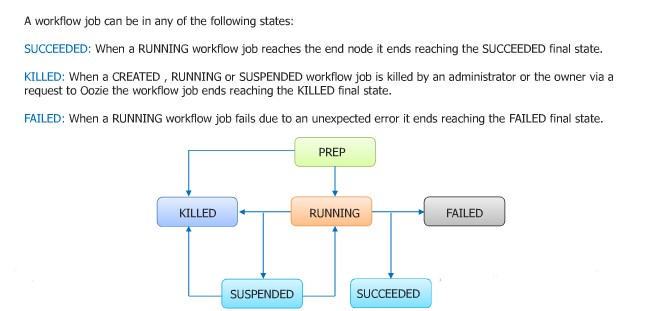 A workflow job can be in any of the following states:
SUCCEEDED: When a RUNNING workflow job reaches the end node it ends reaching the SUCCEEDED final state.
KILLED: When a CREATED , RUNNING or SUSPENDED workflow job is killed by an administrator or the owner via a
request to Oozie the workflow job ends reaching the KILLED final state.
FAILED: When a RUNNING workflow job fails due to an unexpected error it ends reaching the FAILED final state.
PREP
KILLED
RUNNING
FAILED
SUSPENDED
SUCCEEDED